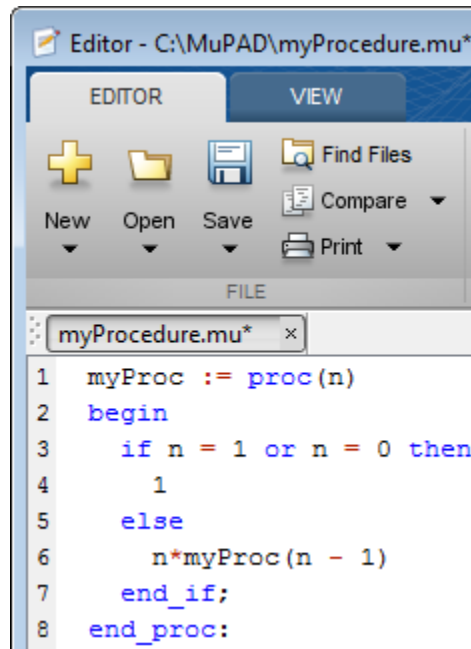 Editor - C:\MuPAD\myProcedure.mu*
EDITOR VIEW
New Open Save Find Files
Compare
Print
FILE
myProcedure.mu* ×
1 myProc := proc(n)
2 begin
3 if n = 1 or n = 0 then
4 1
5 else
6 n*myProc(n - 1)
7 end_if;
8 end_proc: